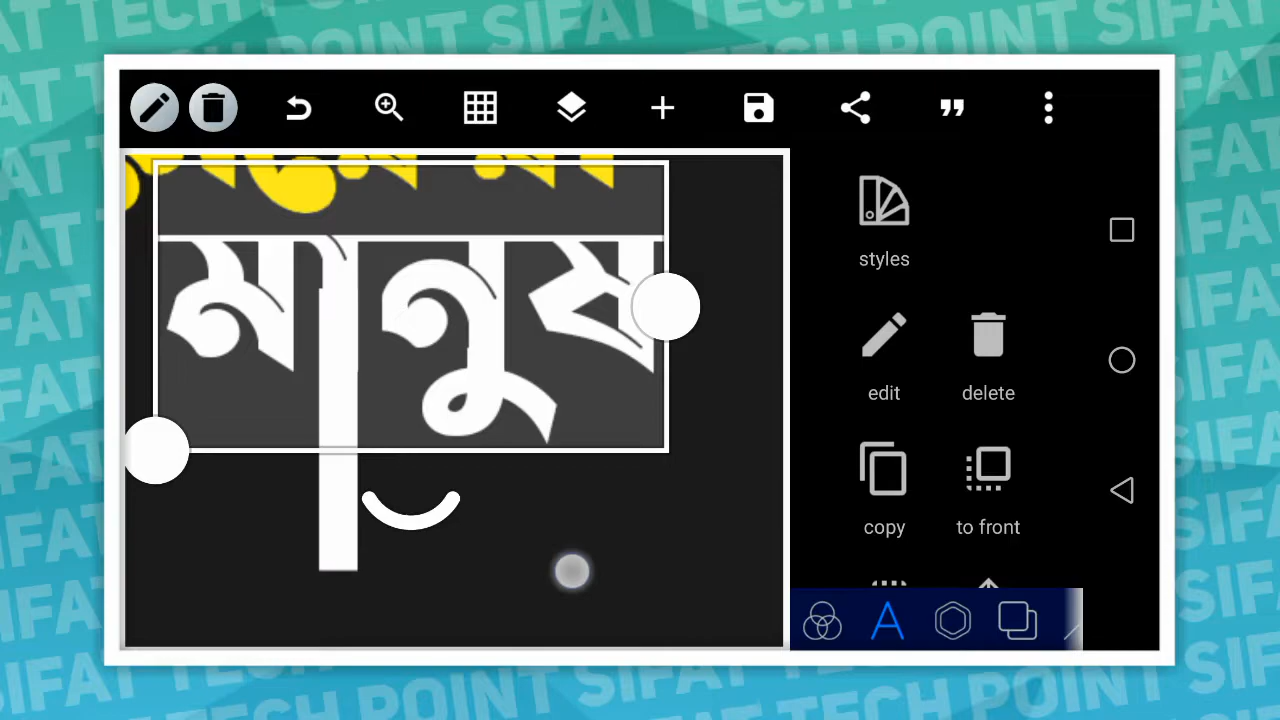 মানুষ
styles
edit delete
copy to front
SIFAT TECH POINT